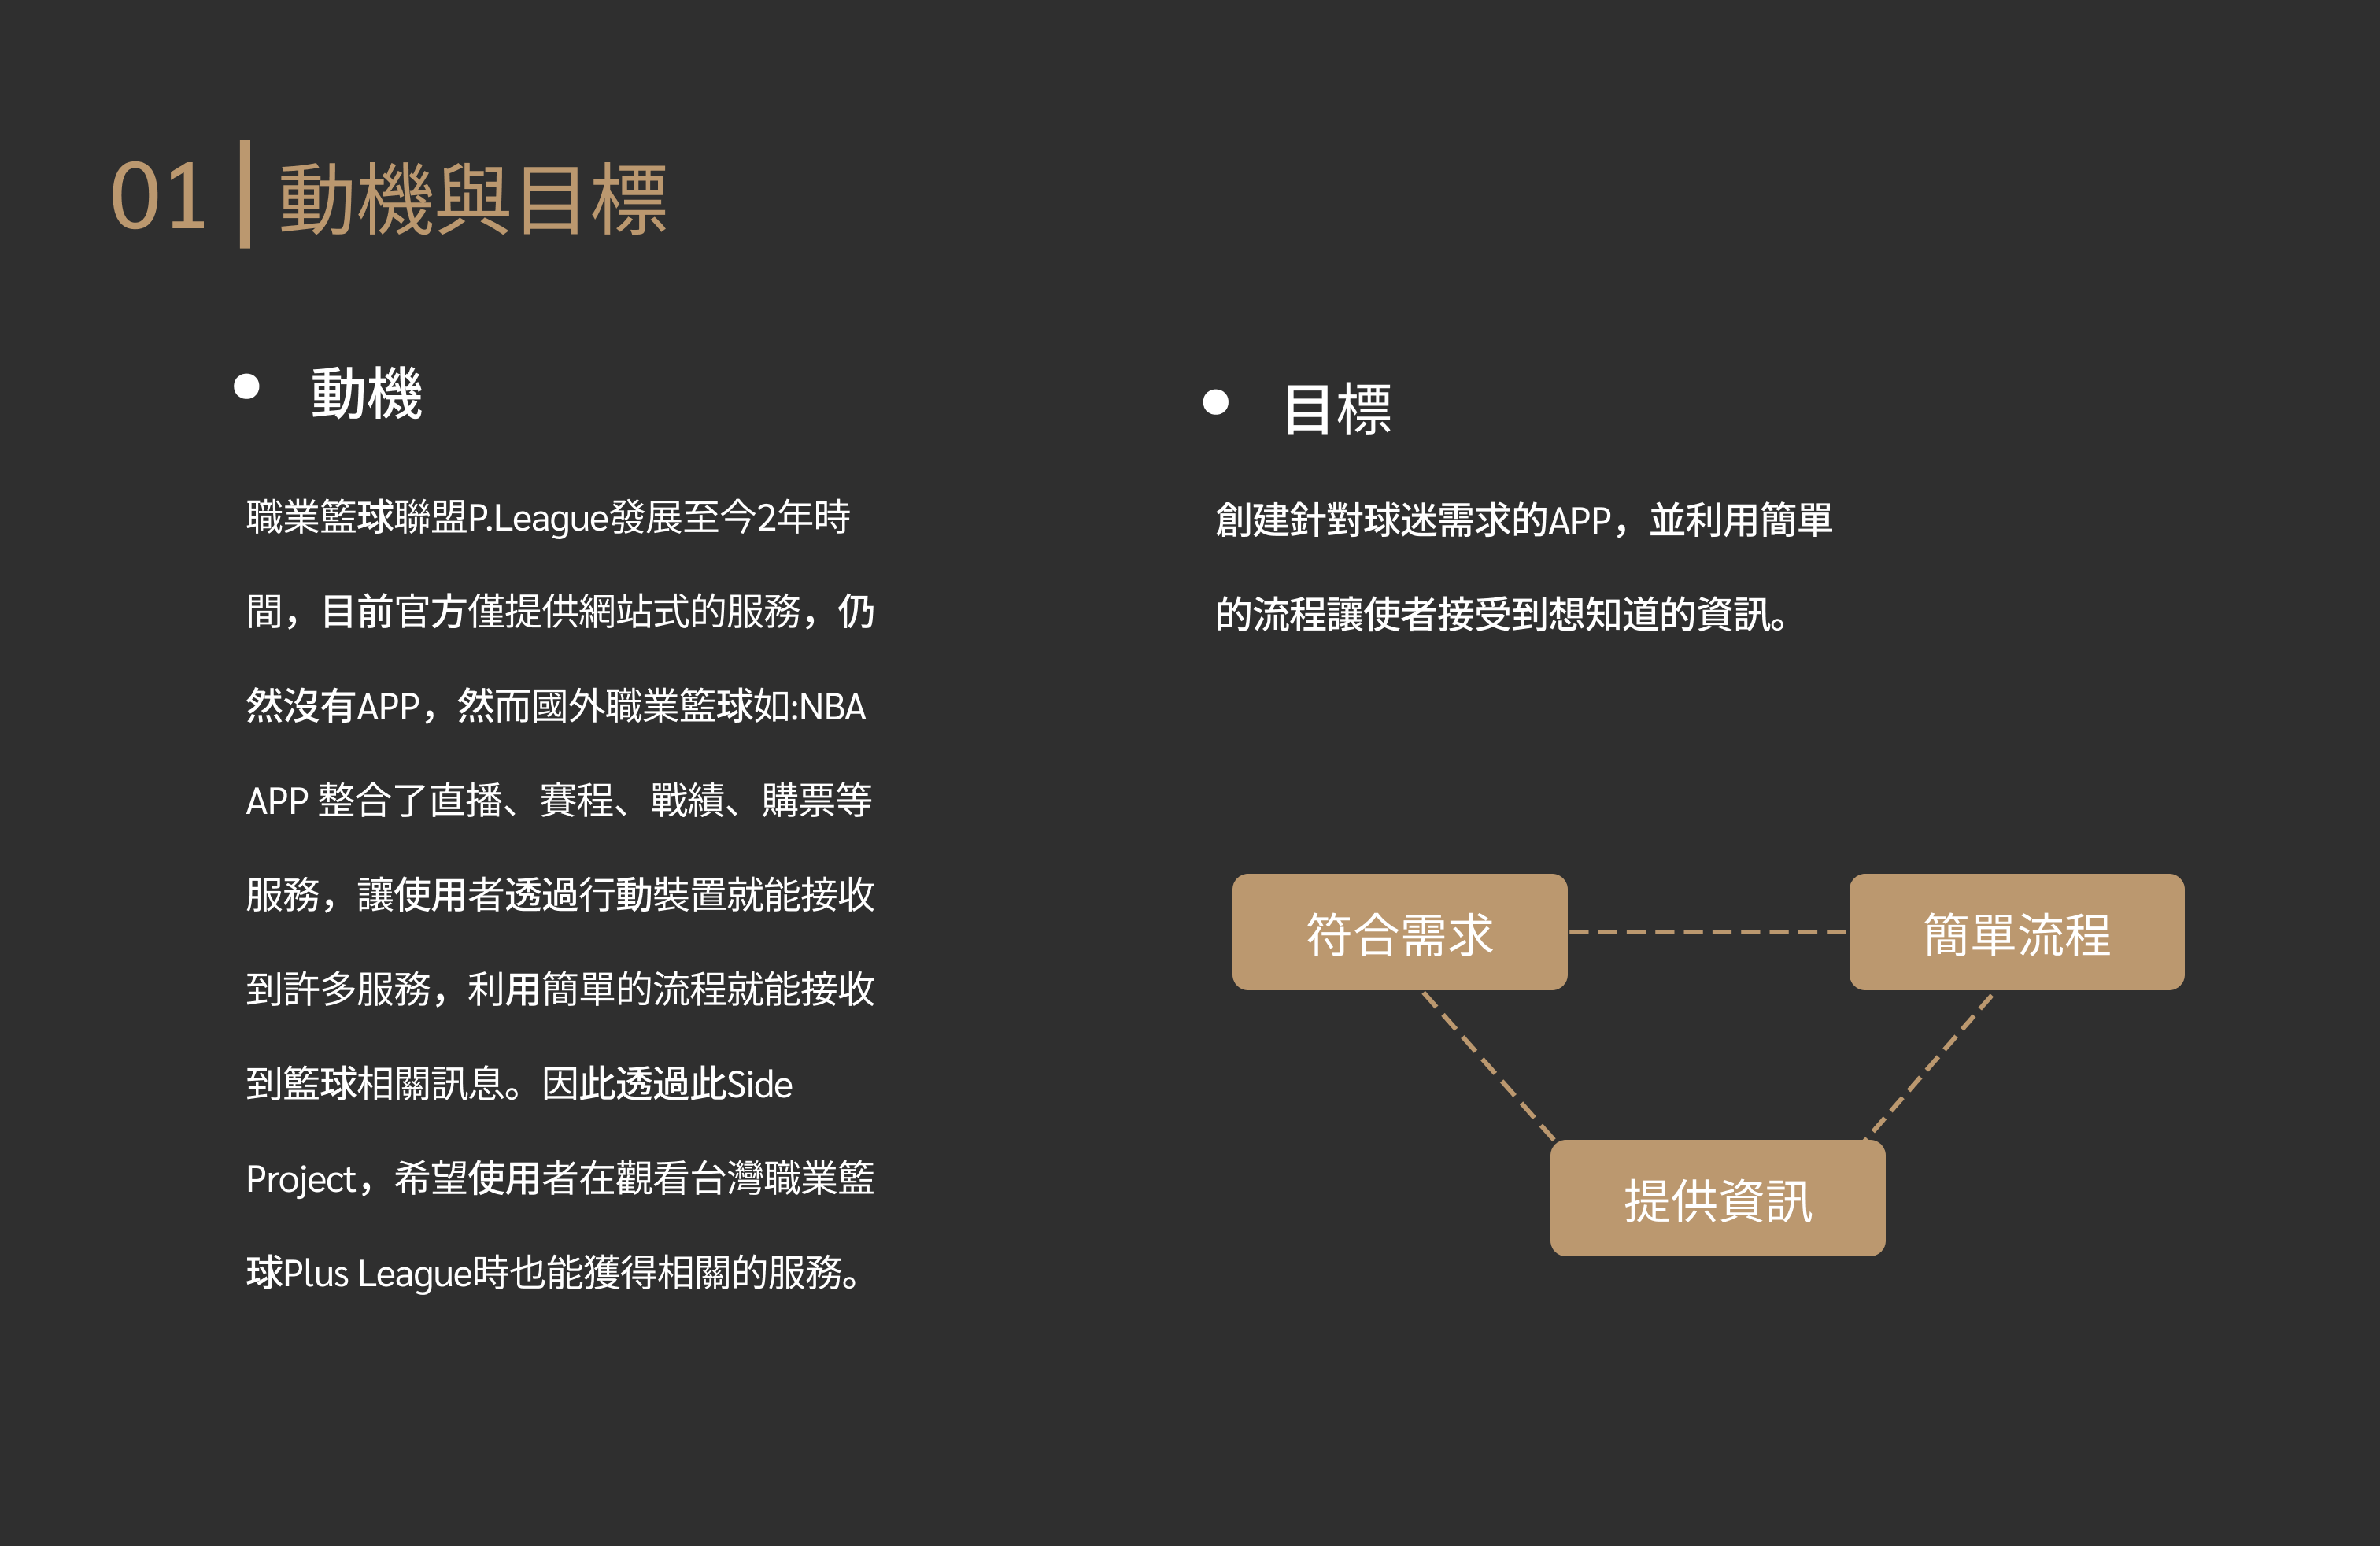 01
動機與目標
動機
職業籃球聯盟P.League發展至今2年時
間，目前官方僅提供網站式的服務，仍
然沒有APP，然而國外職業籃球如:NBA
APP 整合了直播、賽程、戰績、購票等
服務，讓使用者透過行動裝置就能接收
到許多服務，利用簡單的流程就能接收
到籃球相關訊息。因此透過此Side
Project，希望使用者在觀看台灣職業籃
球Plus League時也能獲得相關的服務。
目標
創建針對球迷需求的APP，並利用簡單
的流程讓使者接受到想知道的資訊。
符合需求
簡單流程
提供資訊